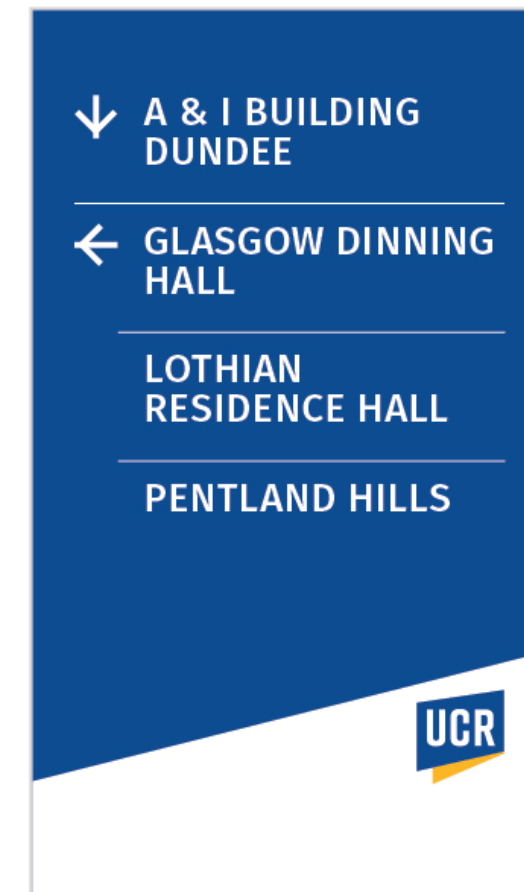 A & I BUILDING
DUNDEE
GLASGOW DINNING
HALL
LOTHIAN
RESIDENCE HALL
PENTLAND HILLS
UCR